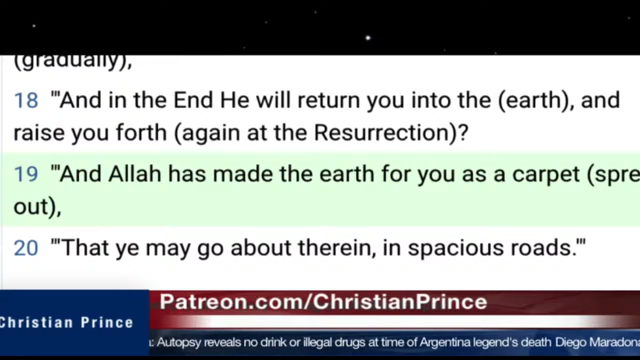 (gradually),
18 "'And in the End He will return you into the (earth), and
raise you forth (again at the Resurrection)?
19 "'And Allah has made the earth for you as a carpet (spre
out),
20 "'That ye may go about therein, in spacious roads."'
Patreon.com/ChristianPrince
Christian Prince
a: Autopsy reveals no drink or illegal drugs at time of Argentina legend's death Diego Maradona